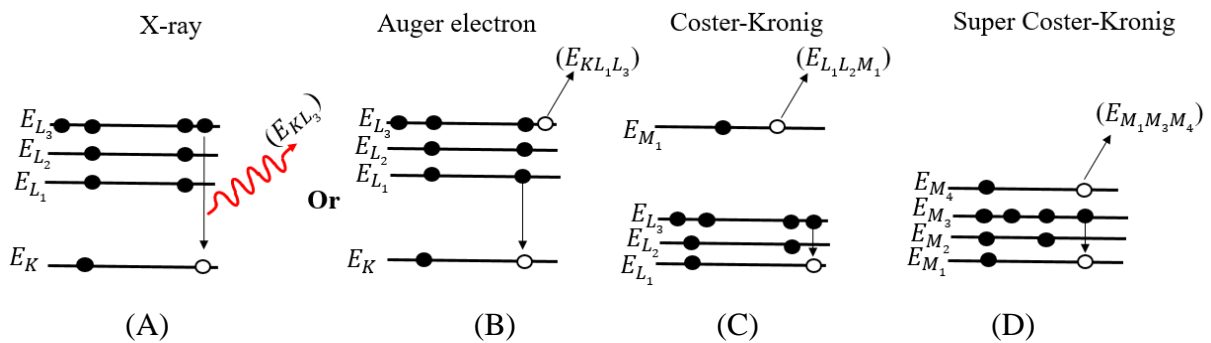 X-ray
Auger electron
Coster-Kronig
Super Coster-Kronig
(E_{KL_3})
(E_{KL_1L_3})
(E_{L_1L_2M_1})
(E_{M_1M_3M_4})
E_{L_3}
E_{L_2}
E_{L_1}
E_K
Or
E_{L_3}
E_{L_2}
E_{L_1}
E_K
E_{M_1}
E_{L_3}
E_{L_2}
E_{L_1}
E_{M_4}
E_{M_3}
E_{M_2}
E_{M_1}
(A)
(B)
(C)
(D)